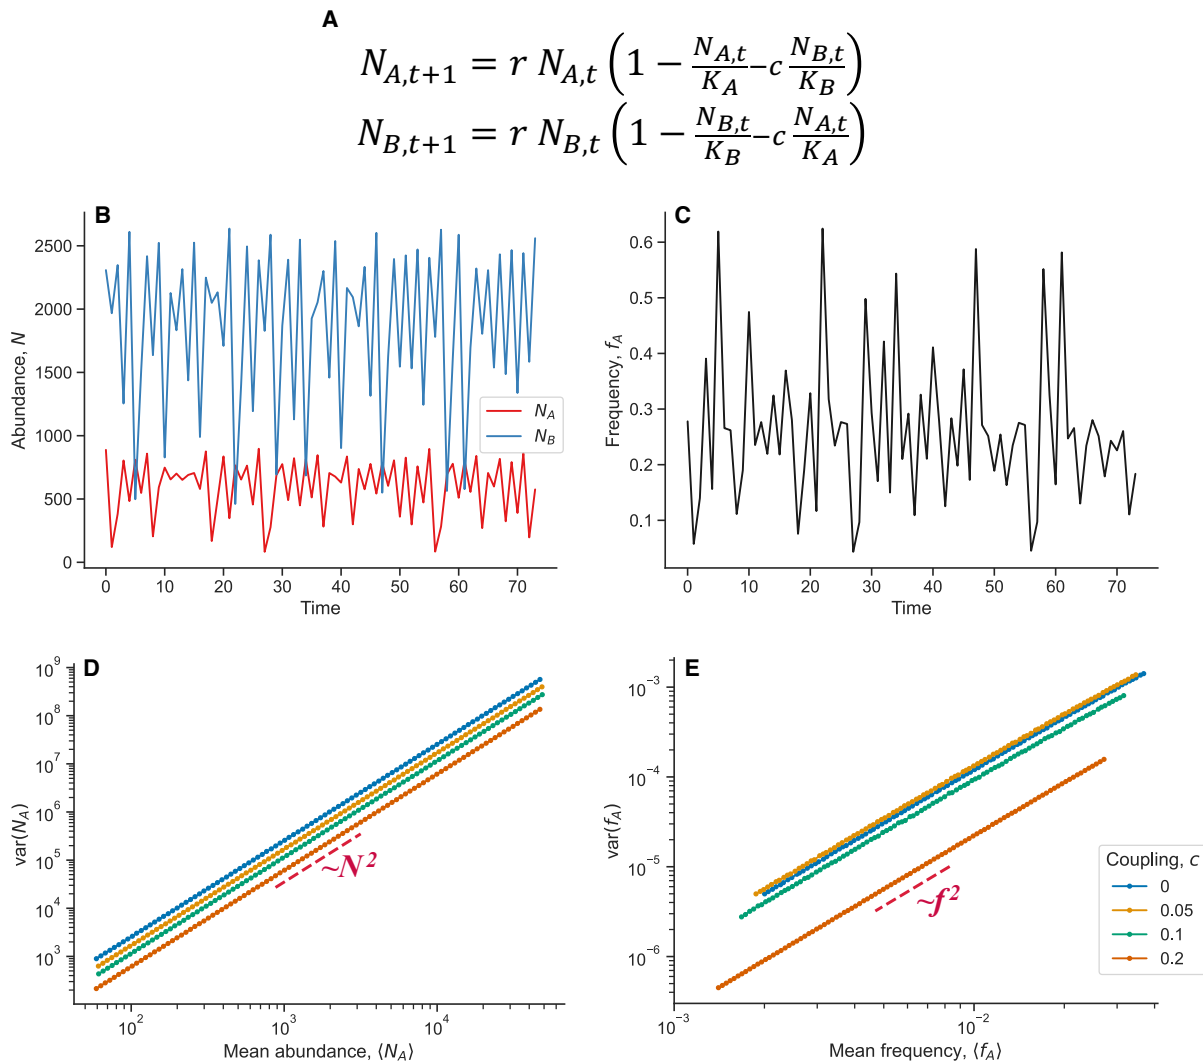 A
N_{A,t+1} = r N_{A,t} (1 − N_{A,t}/K_A − c N_{B,t}/K_B)
N_{B,t+1} = r N_{B,t} (1 − N_{B,t}/K_B − c N_{A,t}/K_A)
B
Abundance, N
2500
2000
1500
1000
500
0
N_A
N_B
0 10 20 30 40 50 60 70
Time
C
Frequency, f_A
0.6
0.5
0.4
0.3
0.2
0.1
0 10 20 30 40 50 60 70
Time
D
var(N_A)
10^9
10^8
10^7
10^6
10^5
10^4
10^3
~N^2
10^2 10^3 10^4
Mean abundance, ⟨N_A⟩
E
var(f_A)
10^{-3}
10^{-4}
10^{-5}
10^{-6}
~f^2
Coupling, c
0
0.05
0.1
0.2
10^{-3} 10^{-2}
Mean frequency, ⟨f_A⟩